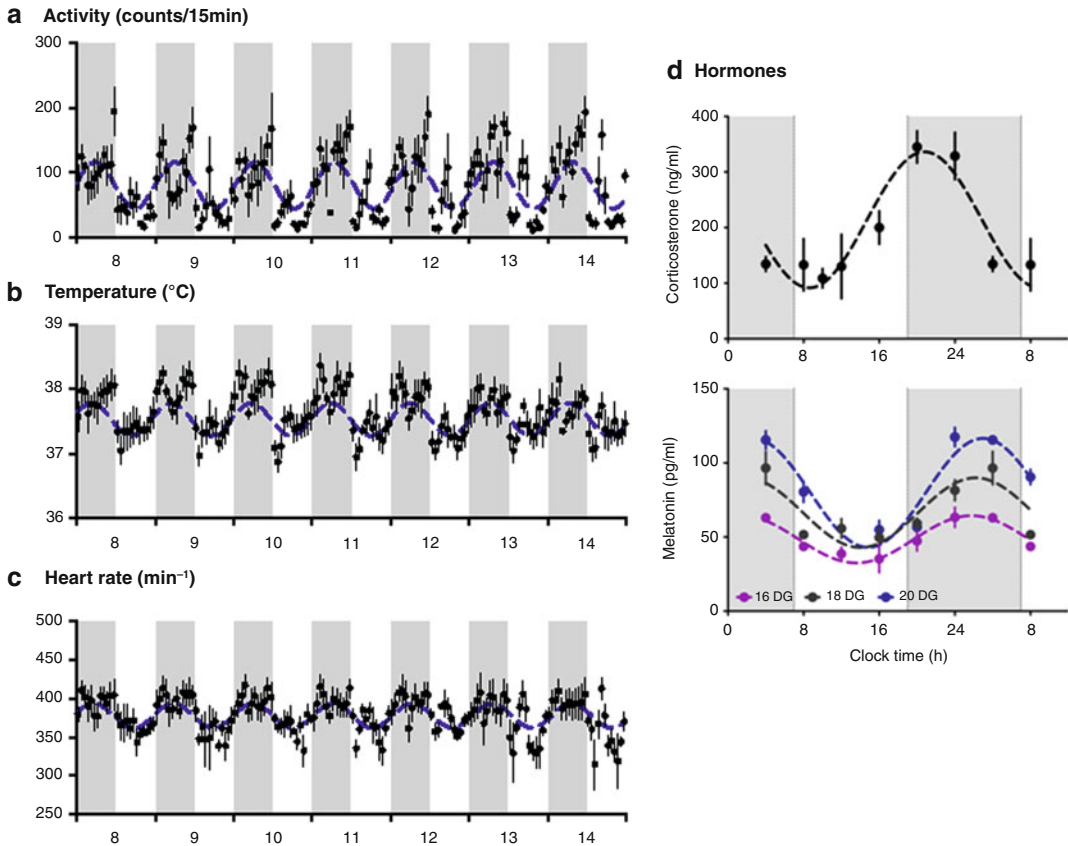 a Activity (counts/15min)
300
200
100
0
8 9 10 11 12 13 14
b Temperature (°C)
39
38
37
36
8 9 10 11 12 13 14
c Heart rate (min⁻¹)
500
450
400
350
300
250
8 9 10 11 12 13 14
d Hormones
Corticosterone (ng/ml)
400
300
200
100
0
0 8 16 24 8
Melatonin (pg/ml)
150
100
50
0
16 DG 18 DG 20 DG
0 8 16 24 8
Clock time (h)